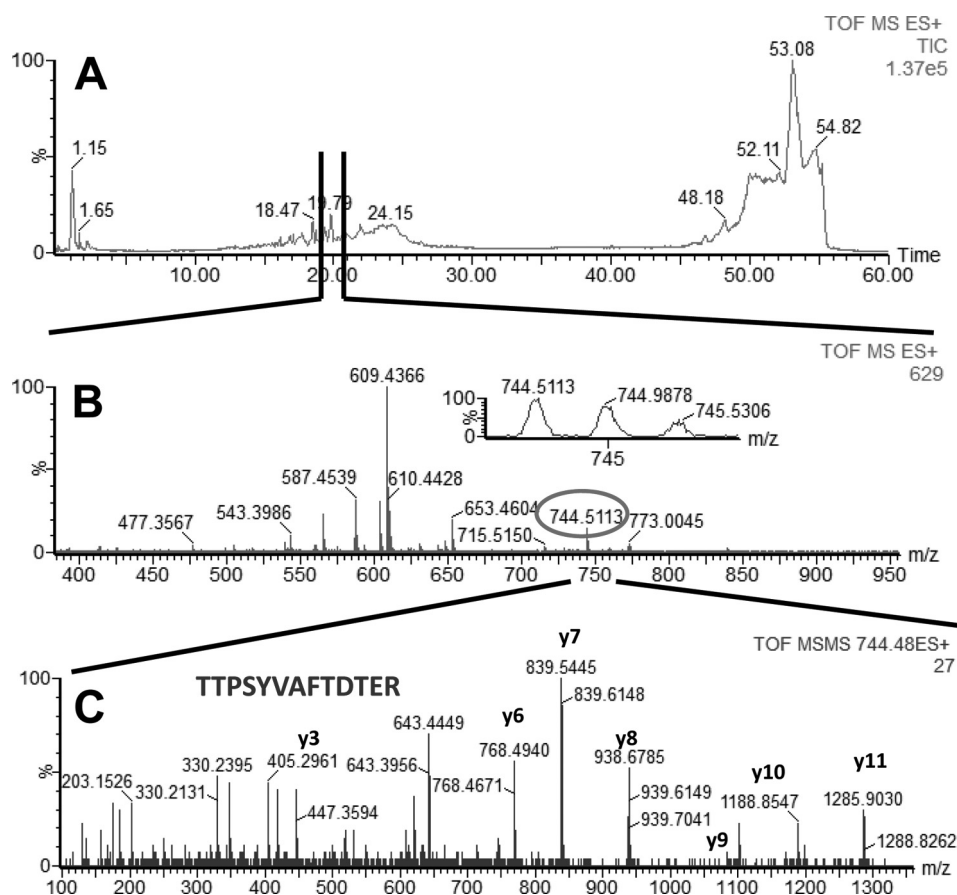 TOF MS ES+
TIC
1.37e5
A
100
%
0
1.15
1.65
18.47
19.79
24.15
48.18
52.11
53.08
54.82
10.00 20.00 30.00 40.00 50.00 60.00
Time
TOF MS ES+
629
B
100
%
0
477.3567
543.3986
587.4539
609.4366
610.4428
653.4604
715.5150
744.5113
773.0045
100
%
0
744.5113
744.9878
745.5306
m/z
745
400 450 500 550 600 650 700 750 800 850 900 950
m/z
TOF MSMS 744.48ES+
27
C
TTPSYVAFTDTER
100
%
0
203.1526
330.2395
330.2131
y3
405.2961
447.3594
643.4449
643.3956
y6
768.4940
768.4671
y7
839.5445
839.6148
y8
938.6785
939.6149
939.7041
y9
y10
1188.8547
y11
1285.9030
1288.8262
100 200 300 400 500 600 700 800 900 1000 1100 1200 1300
m/z